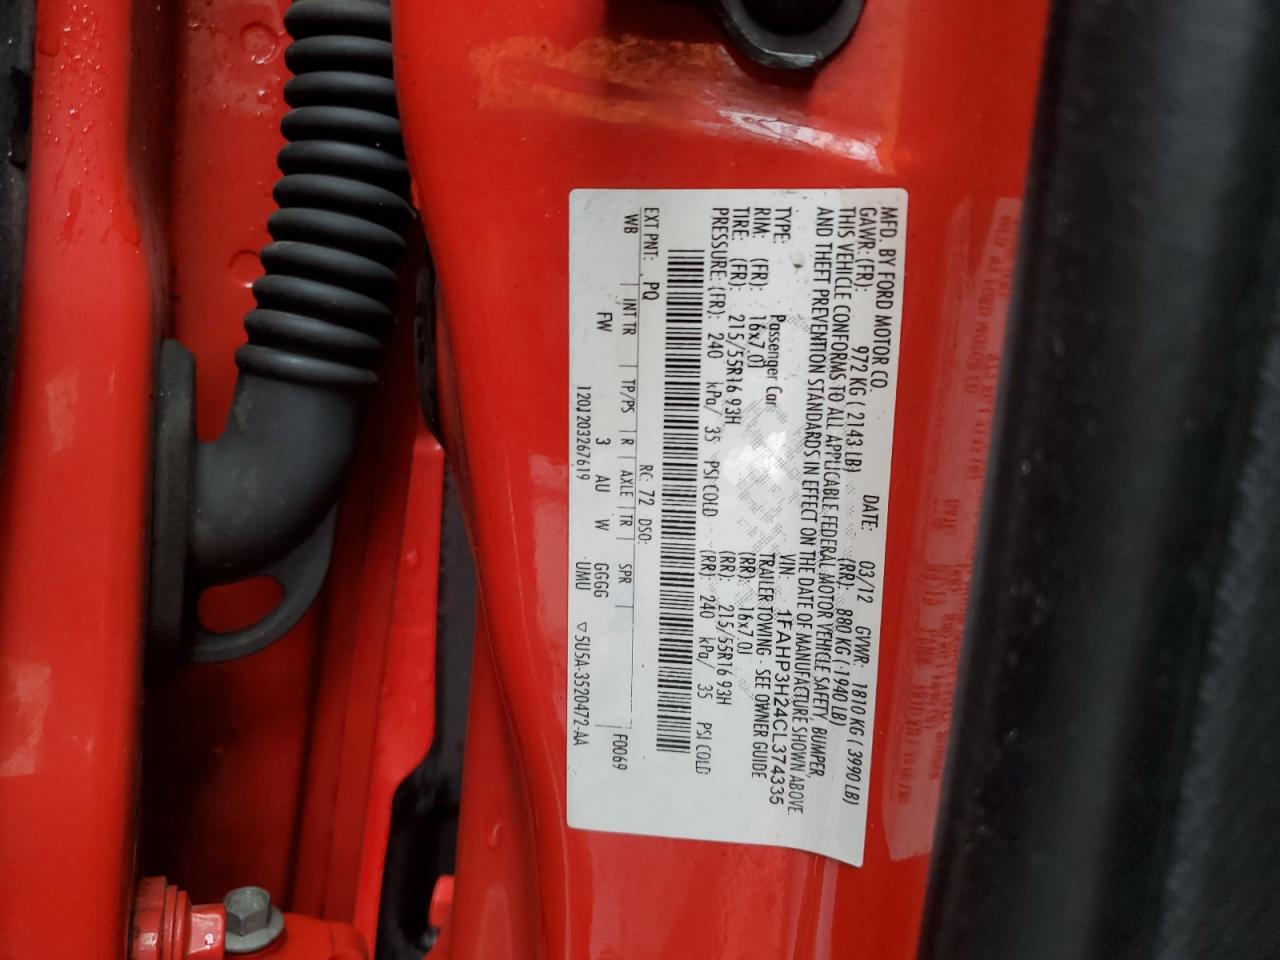 MFD. BY FORD MOTOR CO.
DATE: 03/12 GVWR: 1810 KG ( 3990 LB)
GAWR: (FR): 972 KG ( 2143 LB) (RR): 880 KG ( 1940 LB)
THIS VEHICLE CONFORMS TO ALL APPLICABLE FEDERAL MOTOR VEHICLE SAFETY, BUMPER,
AND THEFT PREVENTION STANDARDS IN EFFECT ON THE DATE OF MANUFACTURE SHOWN ABOVE
VIN: 1FAHP3H24CL374335
TYPE: Passenger Car TRAILER TOWING - SEE OWNER GUIDE
RIM: (FR): 16x7.0J (RR): 16x7.0J
TIRE: (FR): 215/55R16 93H (RR): 215/55R16 93H
PRESSURE: (FR): 240 kPa/ 35 PSI COLD (RR): 240 kPa/ 35 PSI COLD
EXT PNT: PQ RC: 72 DSO: F0069
WB INT TR TP/PS R AXLE TR SPR
FW 3 AU W GGGG
1201203267619 UMU ▽ 5U5A-3520472-AA